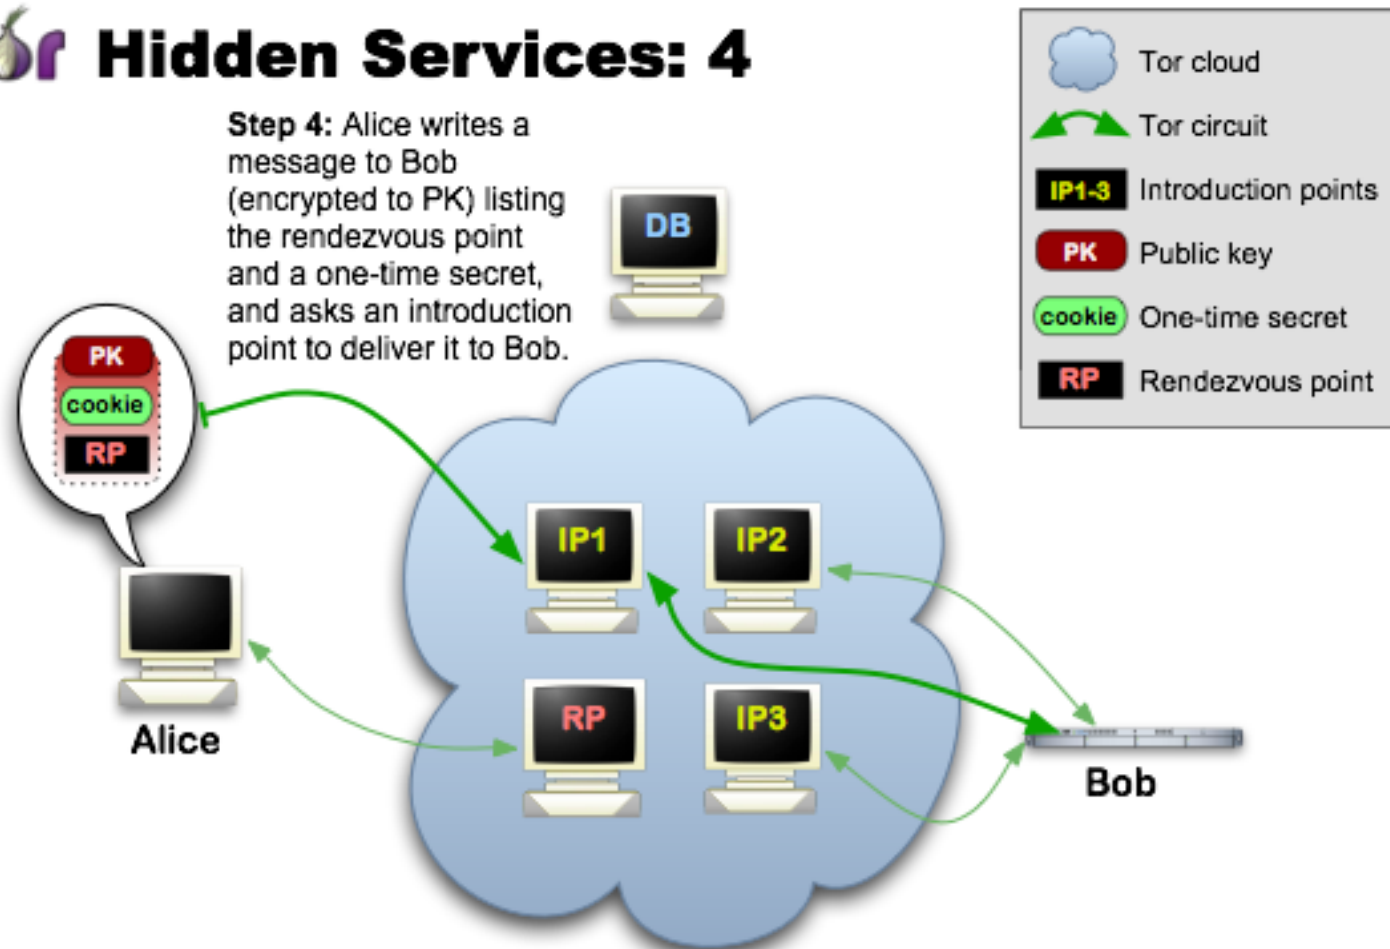 or Hidden Services: 4
Step 4: Alice writes a
message to Bob
(encrypted to PK) listing
the rendezvous point
and a one-time secret,
and asks an introduction
point to deliver it to Bob.
DB
Tor cloud
Tor circuit
IP1-3 Introduction points
PK Public key
cookie One-time secret
RP Rendezvous point
PK
cookie
RP
IP1
IP2
RP
IP3
Alice
Bob